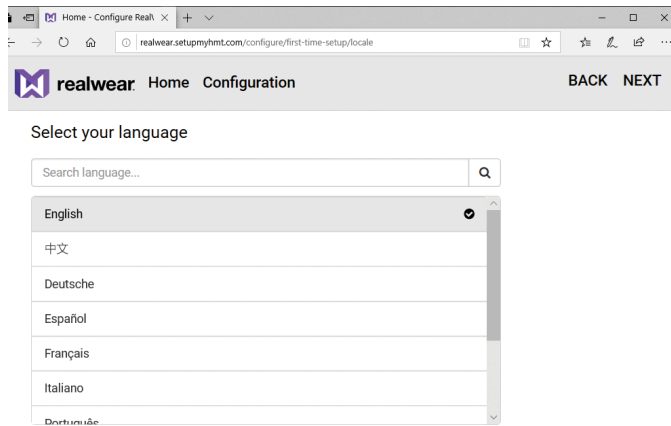 Home - Configure Real
realwear.setupmyhmt.com/configure/first-time-setup/locale
realwear Home Configuration BACK NEXT
Select your language
Search language...
English
中文
Deutsche
Español
Français
Italiano
Português